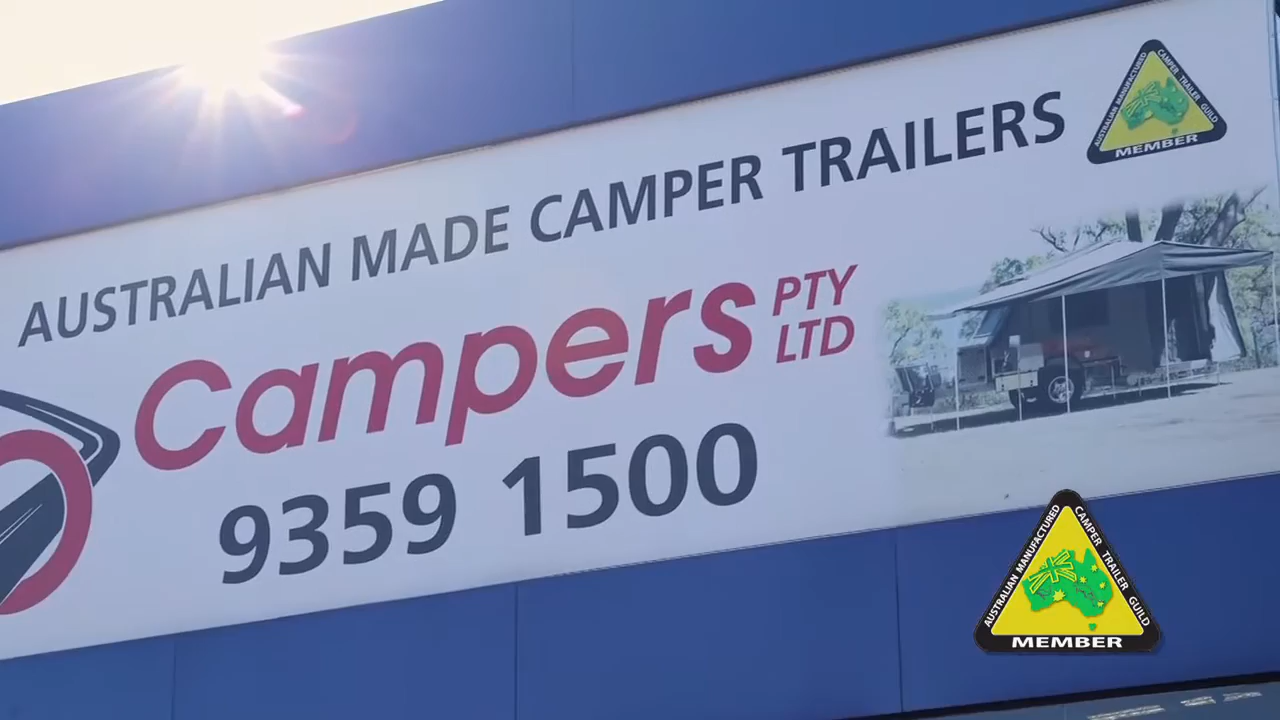 AUSTRALIAN MADE CAMPER TRAILERS
AUSTRALIAN MANUFACTURED CAMPER TRAILER GUILD
MEMBER
Campers PTY LTD
9359 1500
AUSTRALIAN MANUFACTURED CAMPER TRAILER GUILD
MEMBER